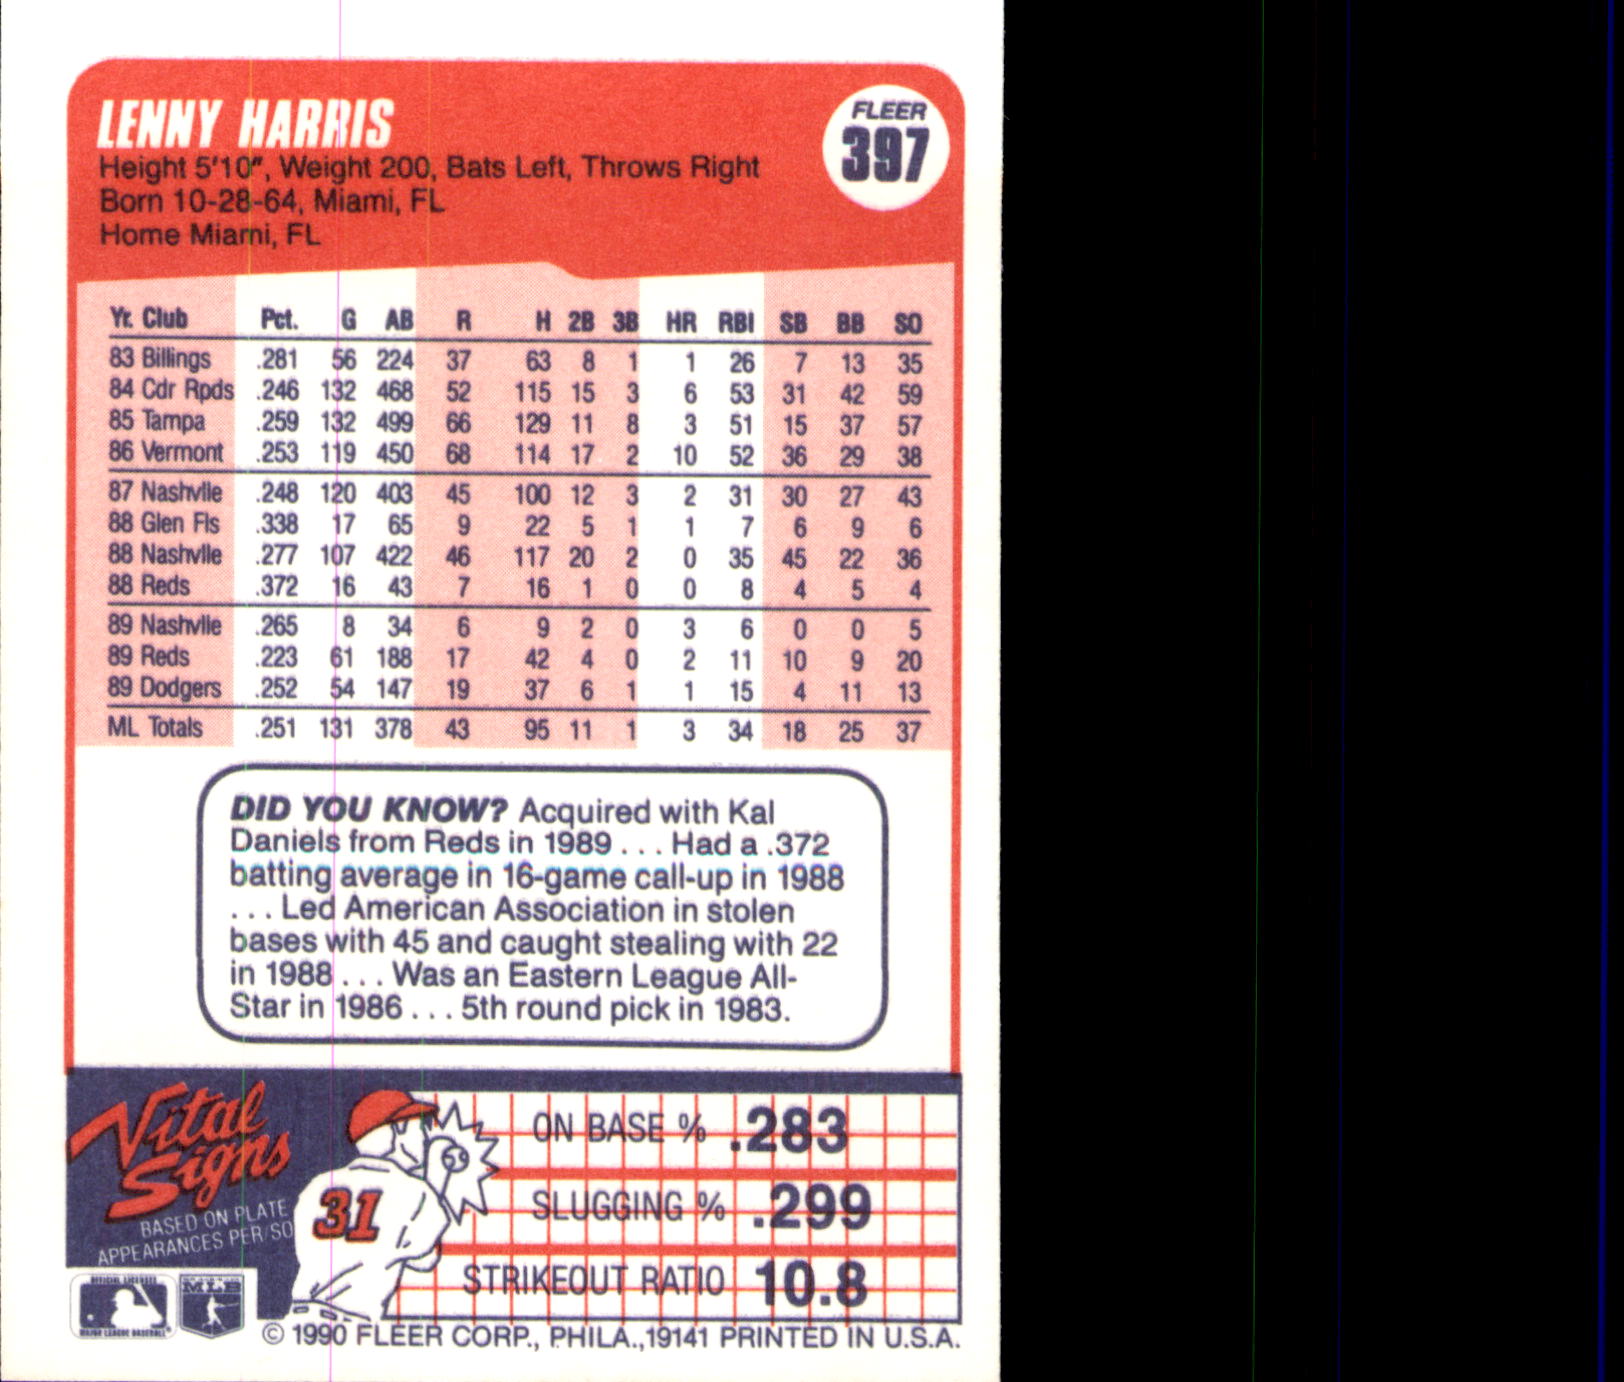 LENNY HARRIS
FLEER
397
Height 5'10", Weight 200, Bats Left, Throws Right
Born 10-28-64, Miami, FL
Home Miami, FL
Yr. Club Pct. G AB R H 2B 3B HR RBI SB BB SO
83 Billings .281 56 224 37 63 8 1 1 26 7 13 35
84 Cdr Rpds .246 132 468 52 115 15 3 6 53 31 42 59
85 Tampa .259 132 499 66 129 11 8 3 51 15 37 57
86 Vermont .253 119 450 68 114 17 2 10 52 36 29 38
87 Nashvlle .248 120 403 45 100 12 3 2 31 30 27 43
88 Glen Fls .338 17 65 9 22 5 1 1 7 6 9 6
88 Nashvlle .277 107 422 46 117 20 2 0 35 45 22 36
88 Reds .372 16 43 7 16 1 0 0 8 4 5 4
89 Nashvlle .265 8 34 6 9 2 0 3 6 0 0 5
89 Reds .223 61 188 17 42 4 0 2 11 10 9 20
89 Dodgers .252 54 147 19 37 6 1 1 15 4 11 13
ML Totals .251 131 378 43 95 11 1 3 34 18 25 37
DID YOU KNOW? Acquired with Kal
Daniels from Reds in 1989 . . . Had a .372
batting average in 16-game call-up in 1988
. . . Led American Association in stolen
bases with 45 and caught stealing with 22
in 1988 . . . Was an Eastern League All-
Star in 1986 . . . 5th round pick in 1983.
Vital
Signs
BASED ON PLATE
APPEARANCES PER/SO
31
ON BASE % .283
SLUGGING % .299
STRIKEOUT RATIO 10.8
OFFICIAL LICENSEE
MAJOR LEAGUE BASEBALL
MLB
© 1990 FLEER CORP., PHILA.,19141 PRINTED IN U.S.A.